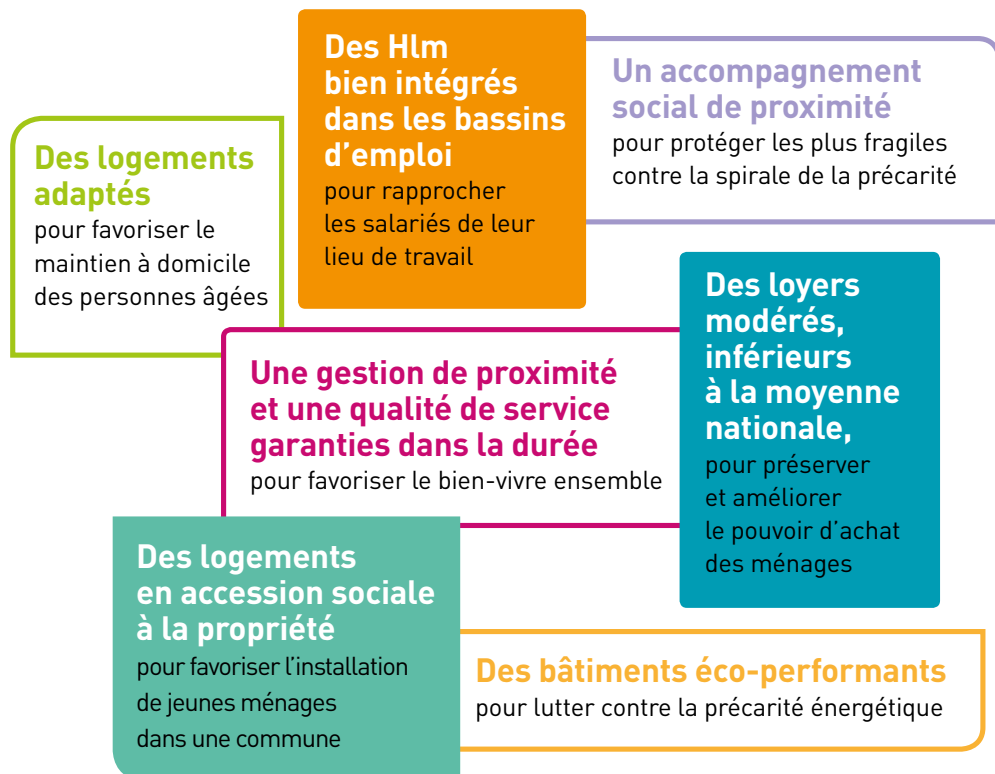 Des Hlm
bien intégrés
dans les bassins
d'emploi
pour rapprocher
les salariés de leur
lieu de travail
Un accompagnement
social de proximité
pour protéger les plus fragiles
contre la spirale de la précarité
Des logements
adaptés
pour favoriser le
maintien à domicile
des personnes âgées
Des loyers
modérés,
inférieurs
à la moyenne
nationale,
pour préserver
et améliorer
le pouvoir d'achat
des ménages
Une gestion de proximité
et une qualité de service
garanties dans la durée
pour favoriser le bien-vivre ensemble
Des logements
en accession sociale
à la propriété
pour favoriser l'installation
de jeunes ménages
dans une commune
Des bâtiments éco-performants
pour lutter contre la précarité énergétique